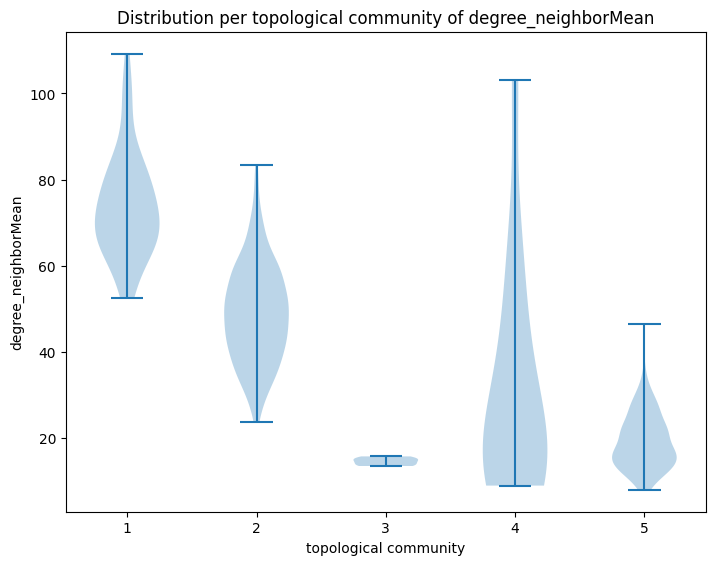 Distribution per topological community of degree_neighborMean
degree_neighborMean
100
80
60
40
20
1 2 3 4 5
topological community